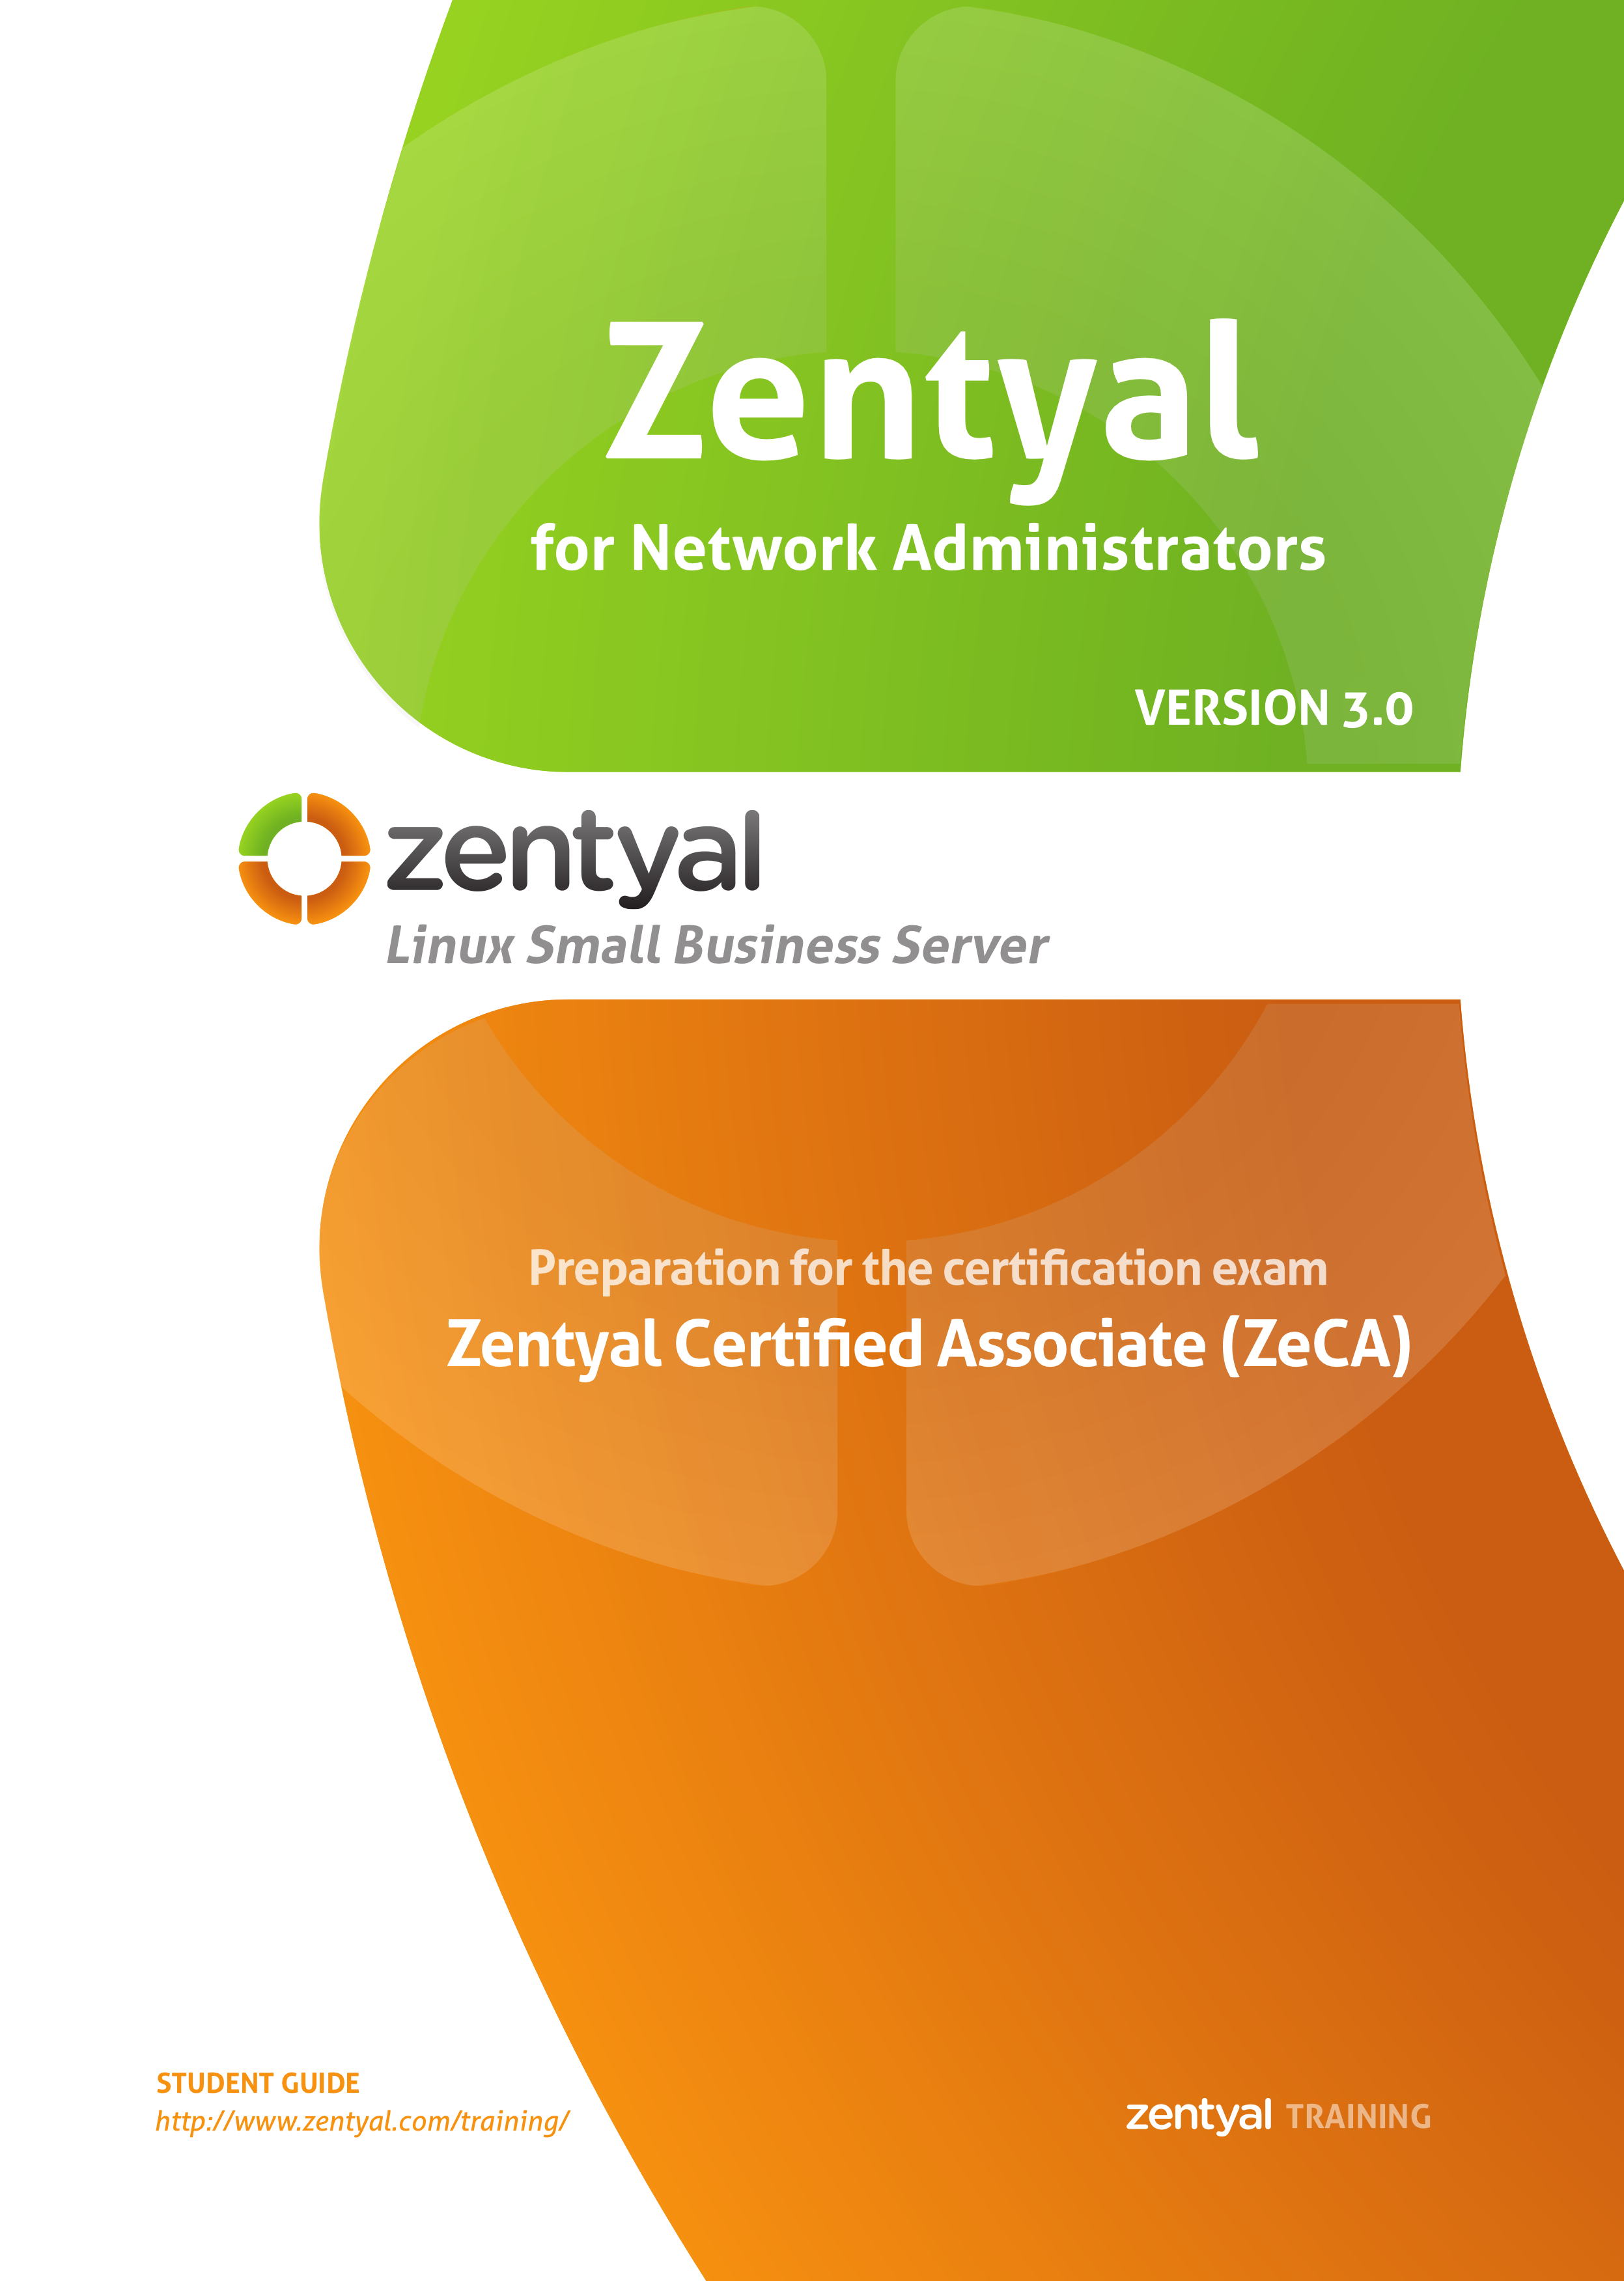 Zentyal
for Network Administrators
VERSION 3.0
zentyal
Linux Small Business Server
Preparation for the certification exam
Zentyal Certified Associate (ZeCA)
STUDENT GUIDE
http://www.zentyal.com/training/
zentyal TRAINING